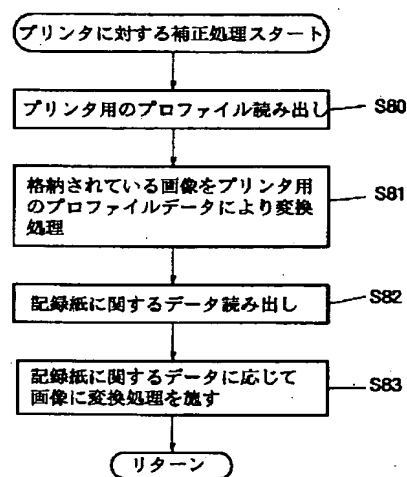 プリンタに対する補正処理スタート
プリンタ用のプロファイル読み出し
S80
格納されている画像をプリンタ用
のプロファイルデータにより変換
処理
S81
記録紙に関するデータ読み出し
S82
記録紙に関するデータに応じて
画像に変換処理を施す
S83
リターン